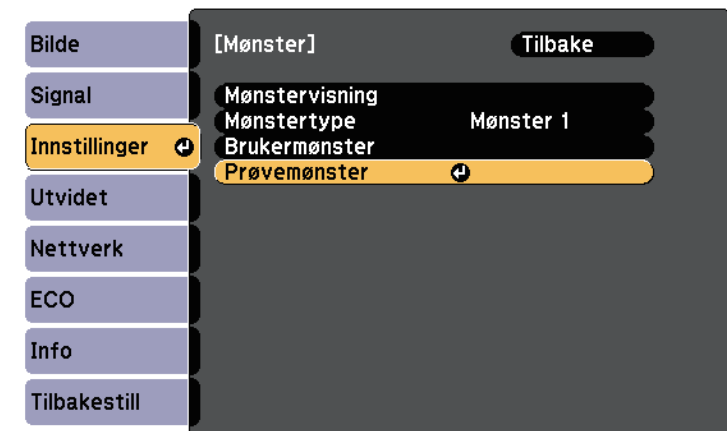 Bilde
Signal
Innstillinger
Utvidet
Nettverk
ECO
Info
Tilbakestill
[Mønster] Tilbake
Mønstervisning
Mønstertype Mønster 1
Brukermønster
Prøvemønster